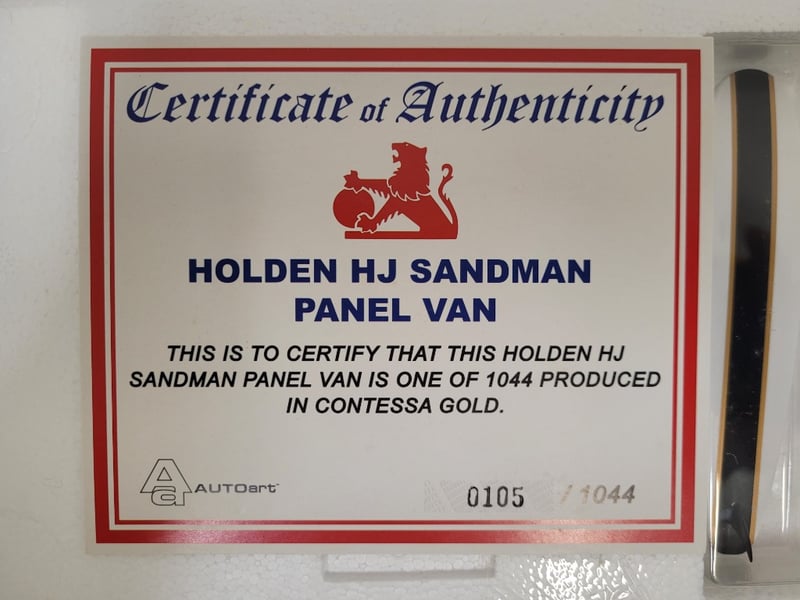 Certificate of Authenticity
HOLDEN HJ SANDMAN
PANEL VAN
THIS IS TO CERTIFY THAT THIS HOLDEN HJ
SANDMAN PANEL VAN IS ONE OF 1044 PRODUCED
IN CONTESSA GOLD.
Aa AUTOart
0105 / 1044